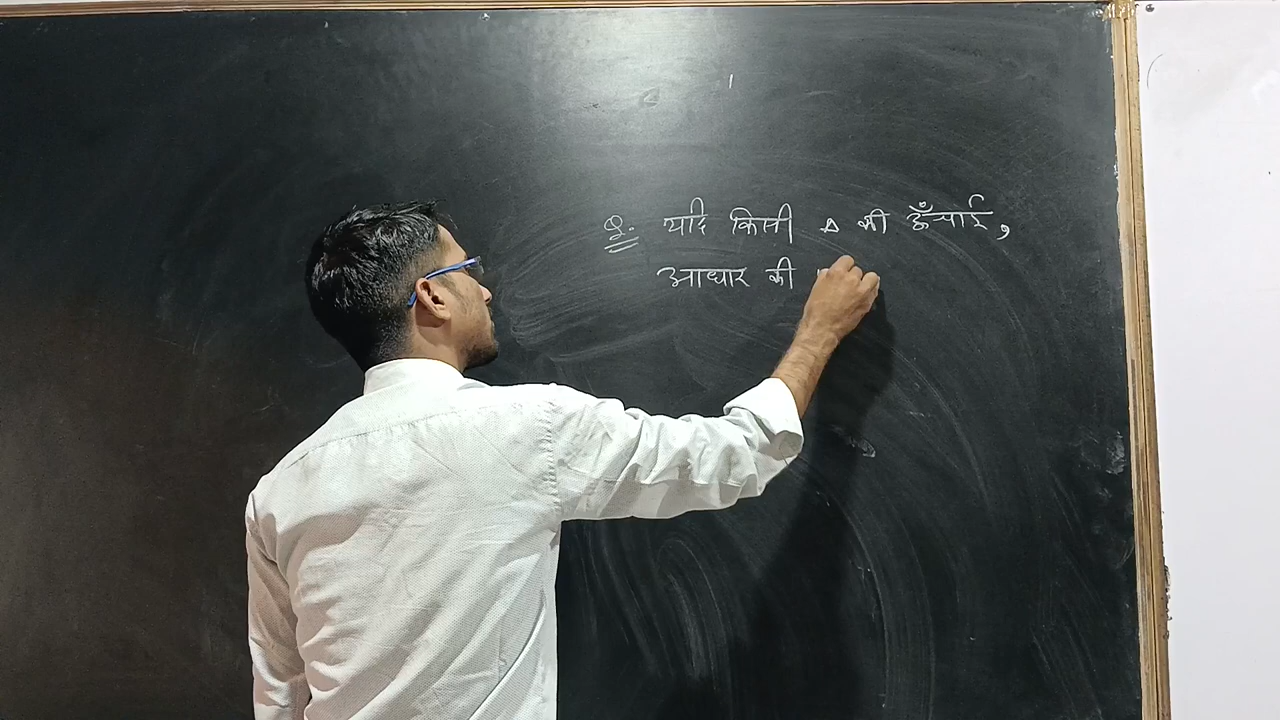 Q. यदि किसी △ की ऊँचाई,
आधार की